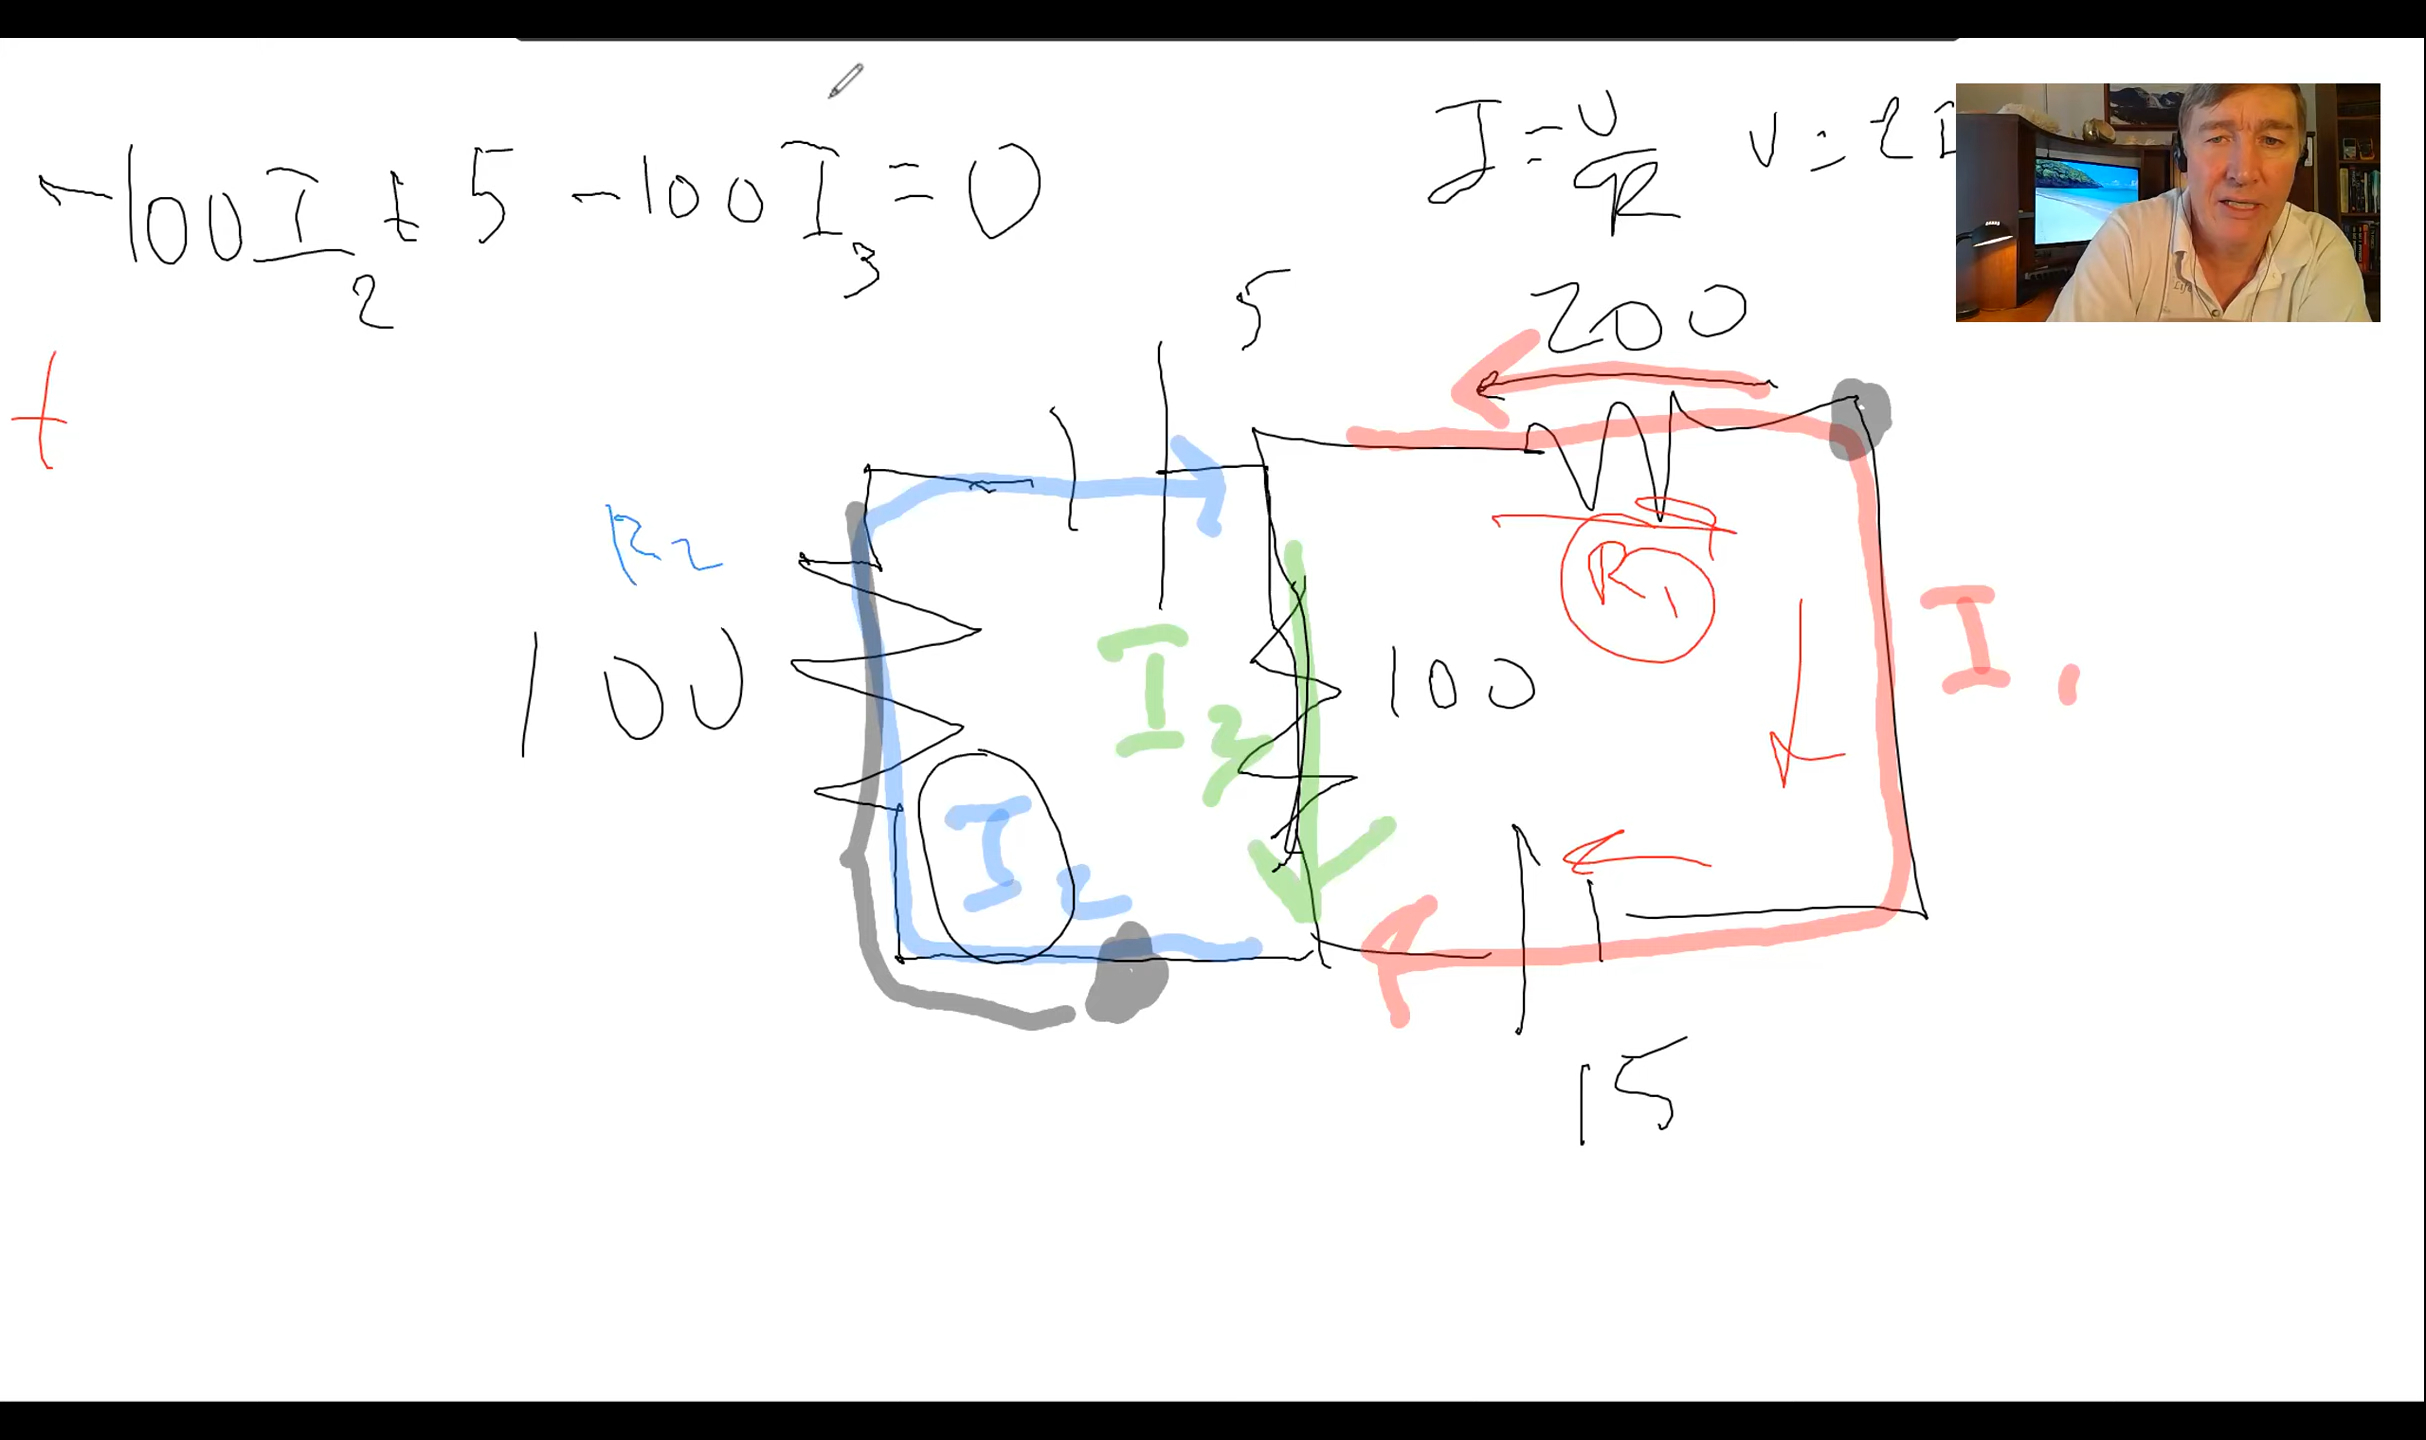 -100I₂ + 5 - 100I₃ = 0
I = V/R
V = I
+
5
200
R₂
R₁
100
I₃
100
I₁
I₂
15